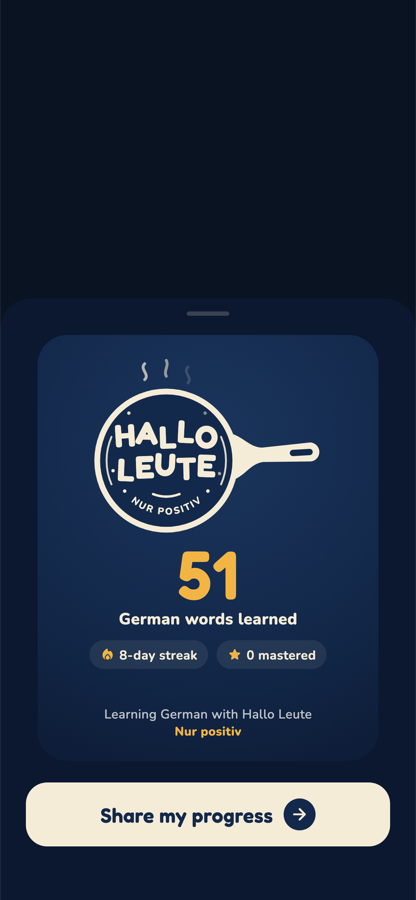 HALLO
LEUTE
NUR POSITIV
51
German words learned
8-day streak
0 mastered
Learning German with Hallo Leute
Nur positiv
Share my progress